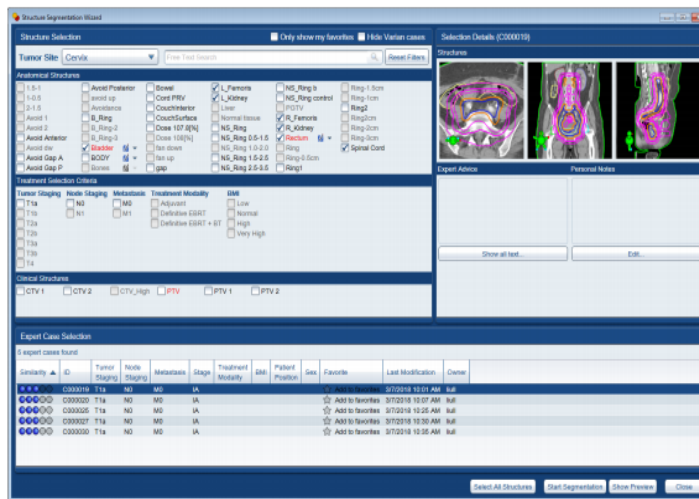 Structure Segmentation Wizard
Structure Selection
Only show my favorites
Hide Varian cases
Selection Details (C000019)
Tumor Site
Cervix
Free Text Search
Reset Filters
Structures
Anatomical Structures
1.5-1 Avoid Posterior Bowel L_Femoris NS_Ring b Ring-1.5cm
1-0.5 avoid up Cord PRV L_Kidney NS_Ring control Ring-1cm
2-1.5 Avoidance CouchInterior Liver POTV Ring2
Avoid 1 B_Ring CouchSurface Normal tissue R_Femoris Ring2cm
Avoid 2 B_Ring-2 Dose 107.8[%] NS_Ring R_Kidney Ring-2cm
Avoid Anterior B_Ring-3 Dose 108[%] NS_Ring 0.5-1.5 Rectum Ring-3cm
Avoid dw Bladder fan down NS_Ring 1.0-2.0 Ring Spinal Cord
Avoid Gap A BODY fan up NS_Ring 1.5-2.5 Ring-0.5cm
Avoid Gap P Bones gap NS_Ring 2.5-3.5 Ring1
Expert Advice
Personal Notes
Treatment Selection Criteria
Tumor Staging Node Staging Metastasis Treatment Modality BMI
T1a N0 M0 Adjuvant Low
T1b N1 M1 Definitive EBRT Normal
T2a Definitive EBRT + BT High
T2b Very High
T3a
T3b
T4
Show all text...
Edit...
Clinical Structures
CTV 1 CTV 2 CTV_High PTV PTV 1 PTV 2
Expert Case Selection
5 expert cases found
Similarity ID Tumor Staging Node Staging Metastasis Stage Treatment Modality BMI Patient Position Sex Favorite Last Modification Owner
C000019 T1a N0 M0 IA Add to favorites 3/7/2018 10:01 AM
C000020 T1a N0 M0 IA Add to favorites 3/7/2018 10:07 AM
C000025 T1a N0 M0 IA Add to favorites 3/7/2018 10:25 AM
C000027 T1a N0 M0 IA Add to favorites 3/7/2018 10:30 AM
C000030 T1a N0 M0 IA Add to favorites 3/7/2018 10:35 AM
Select All Structures
Start Segmentation
Show Preview
Close